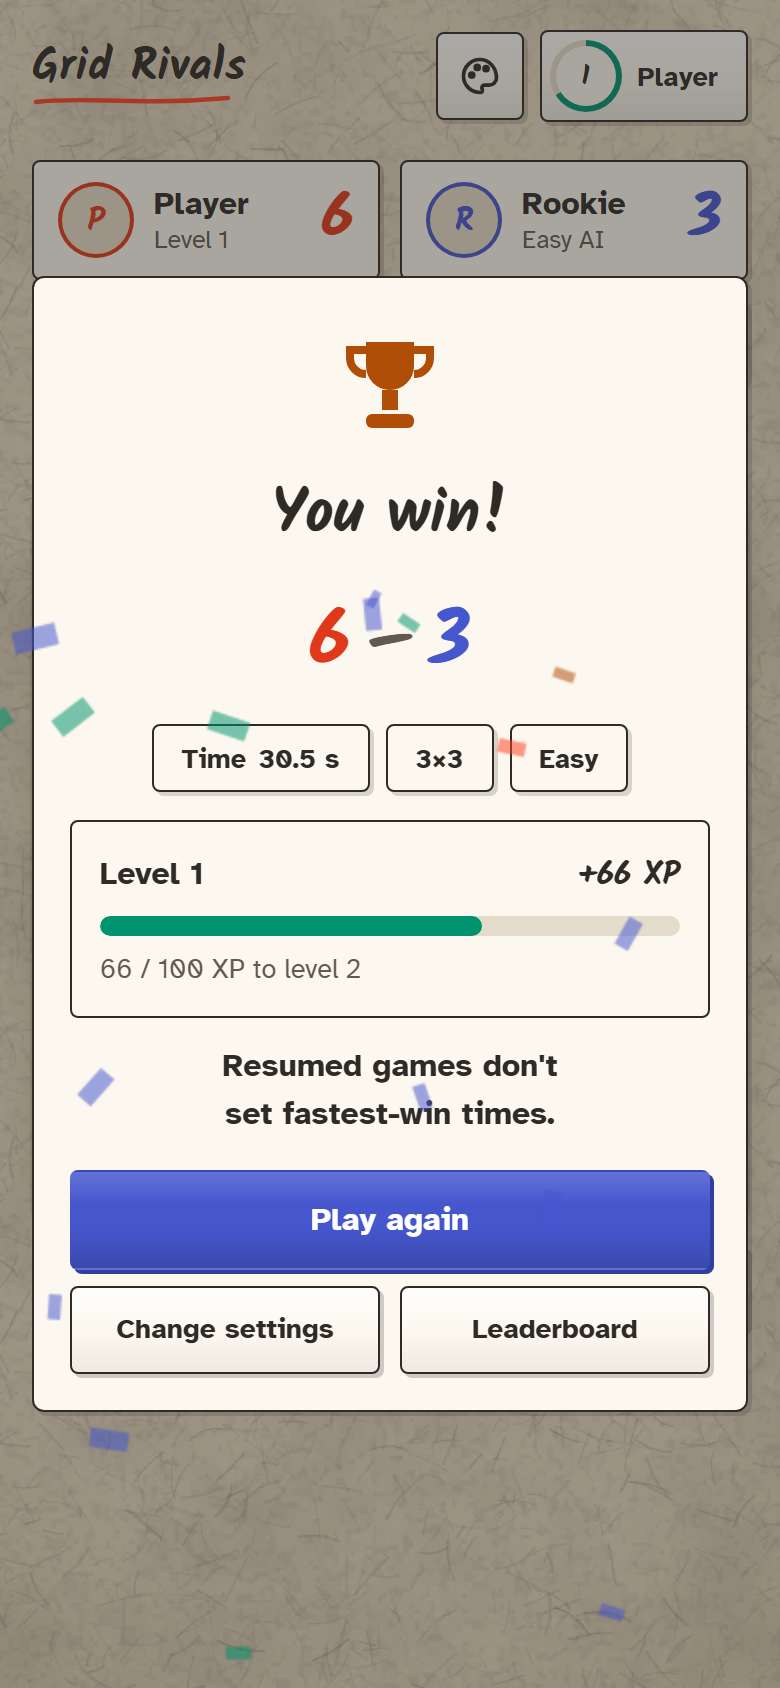 Grid Rivals
1 Player
P Player 6
Level 1
R Rookie 3
Easy AI
You win!
6 – 3
Time 30.5 s
3×3
Easy
Level 1 +66 XP
66 / 100 XP to level 2
Resumed games don't
set fastest-win times.
Play again
Change settings
Leaderboard